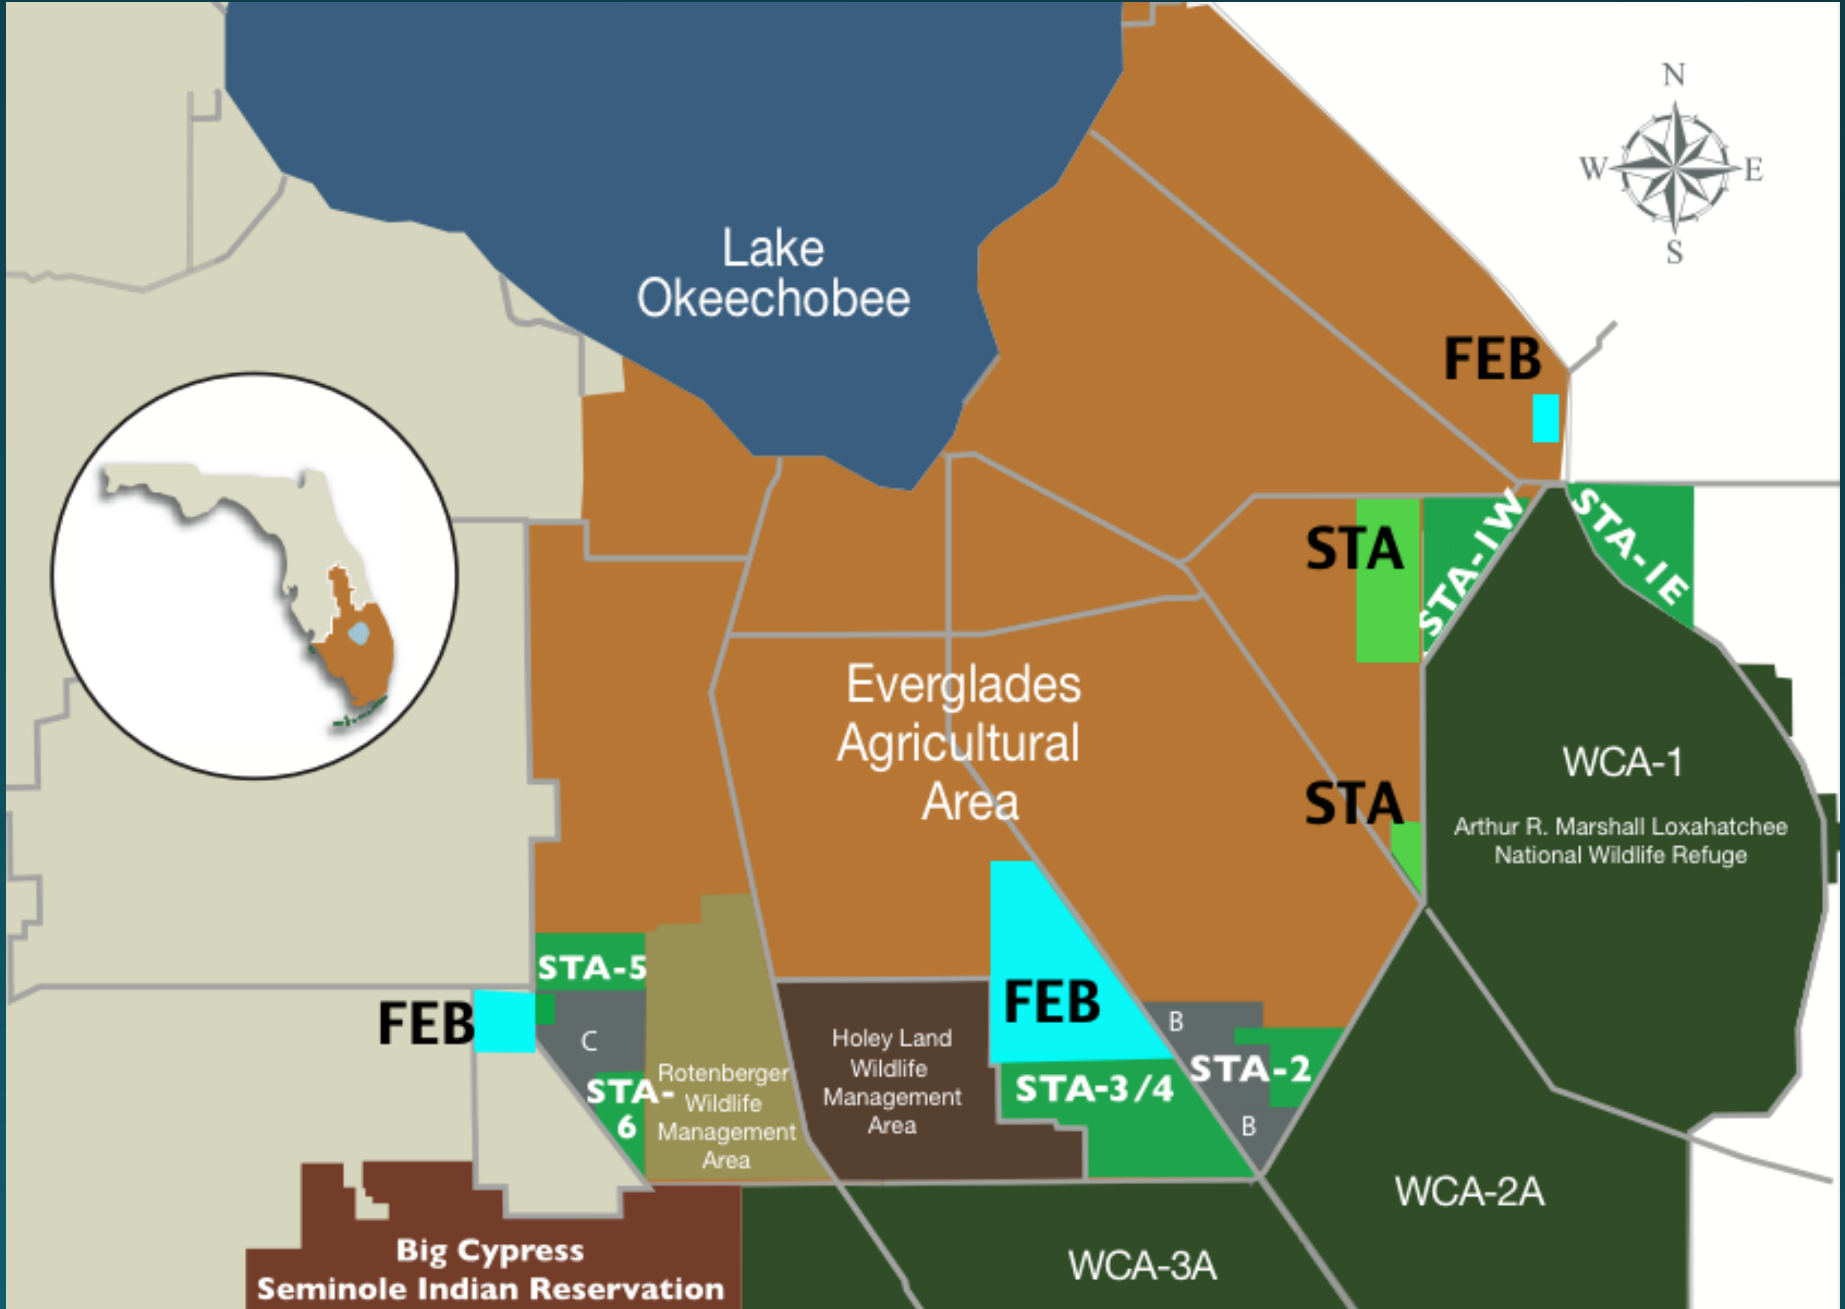 N
W E
S
Lake
Okeechobee
FEB
STA
STA-1W
STA-1E
Everglades
Agricultural
Area
STA
WCA-1
Arthur R. Marshall Loxahatchee
National Wildlife Refuge
STA-5
FEB
C
STA-
6
Rotenberger
Wildlife
Management
Area
Holey Land
Wildlife
Management
Area
FEB
STA-3/4
B
STA-2
B
WCA-2A
WCA-3A
Big Cypress
Seminole Indian Reservation